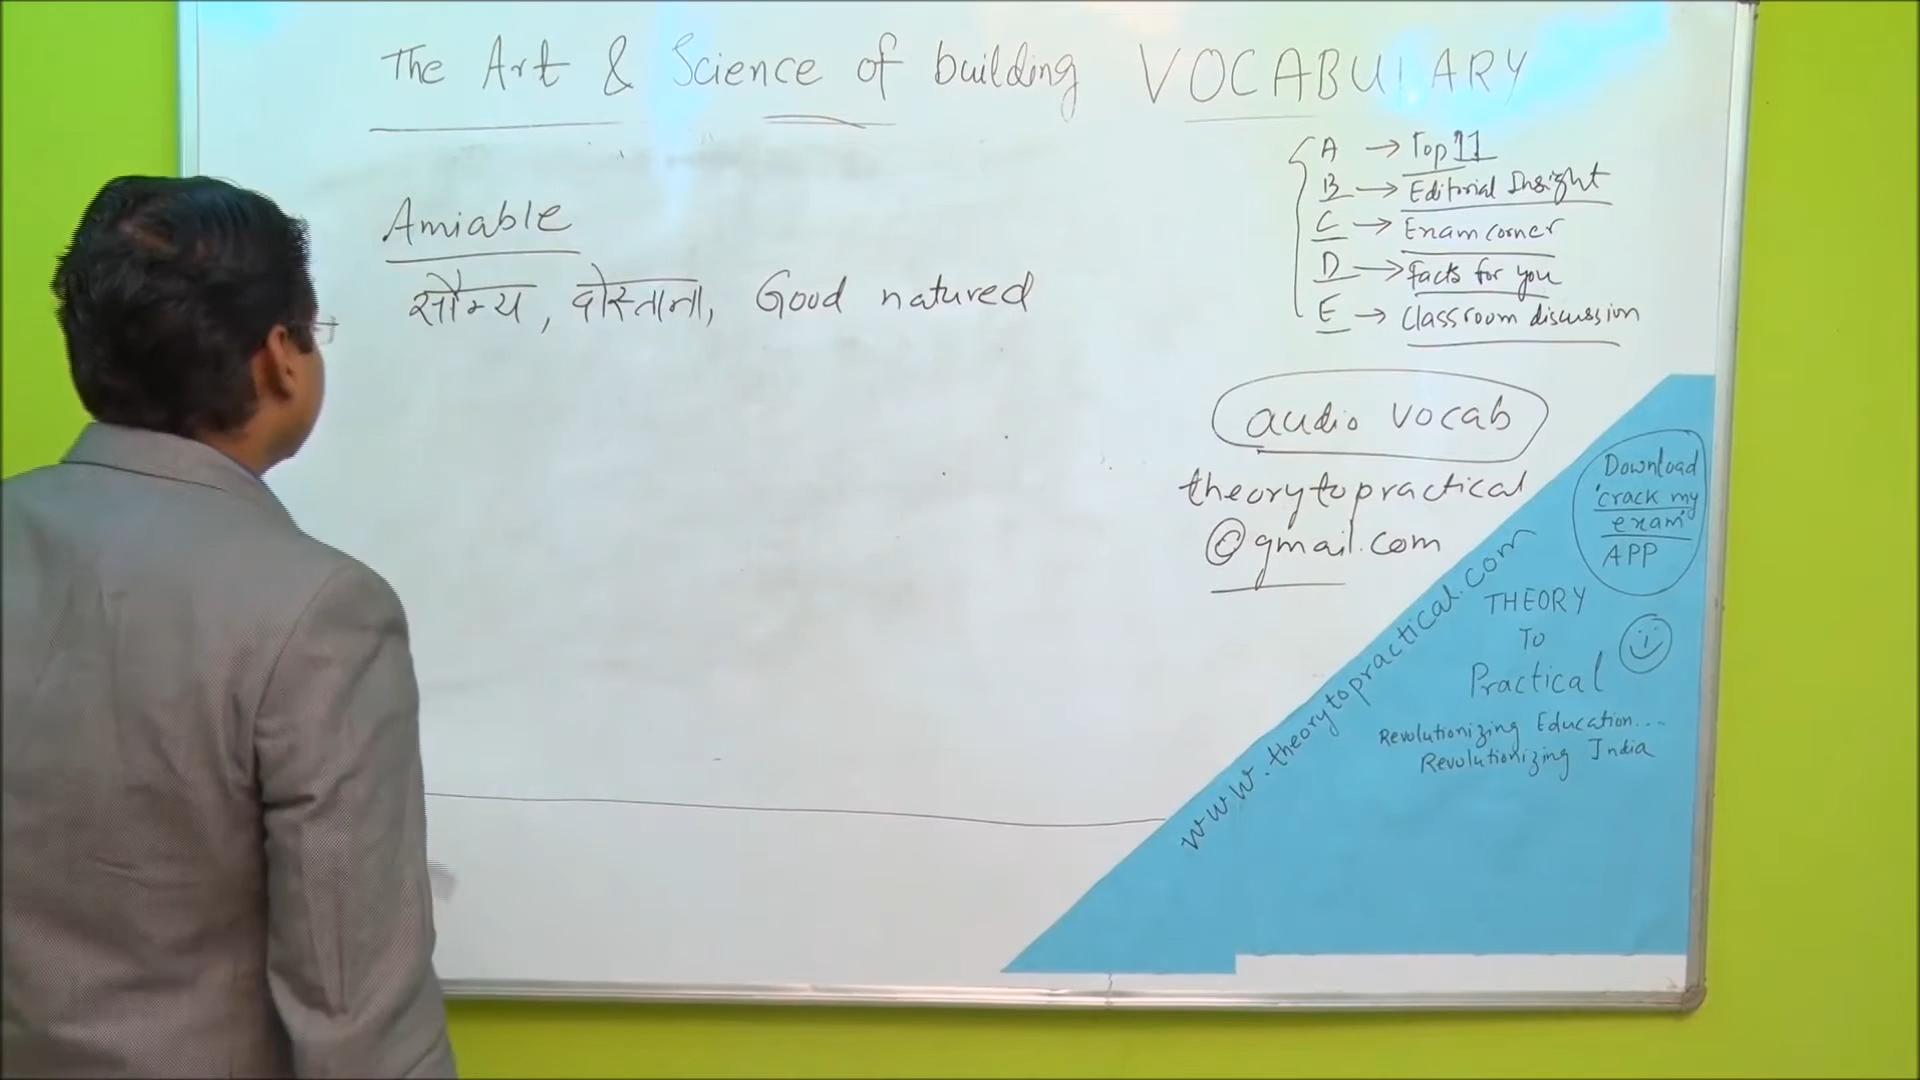 The Art & Science of building VOCABULARY
Amiable
सौम्य, दोस्ताना, Good natured
A → Top 11
B → Editorial Insight
C → Exam corner
D → Facts for you
E → Classroom discussion
audio vocab
theorytopractical
@gmail.com
Download
'crack my
exam'
APP
www.theorytopractical.com
THEORY
TO
Practical
Revolutionizing Education...
Revolutionizing India